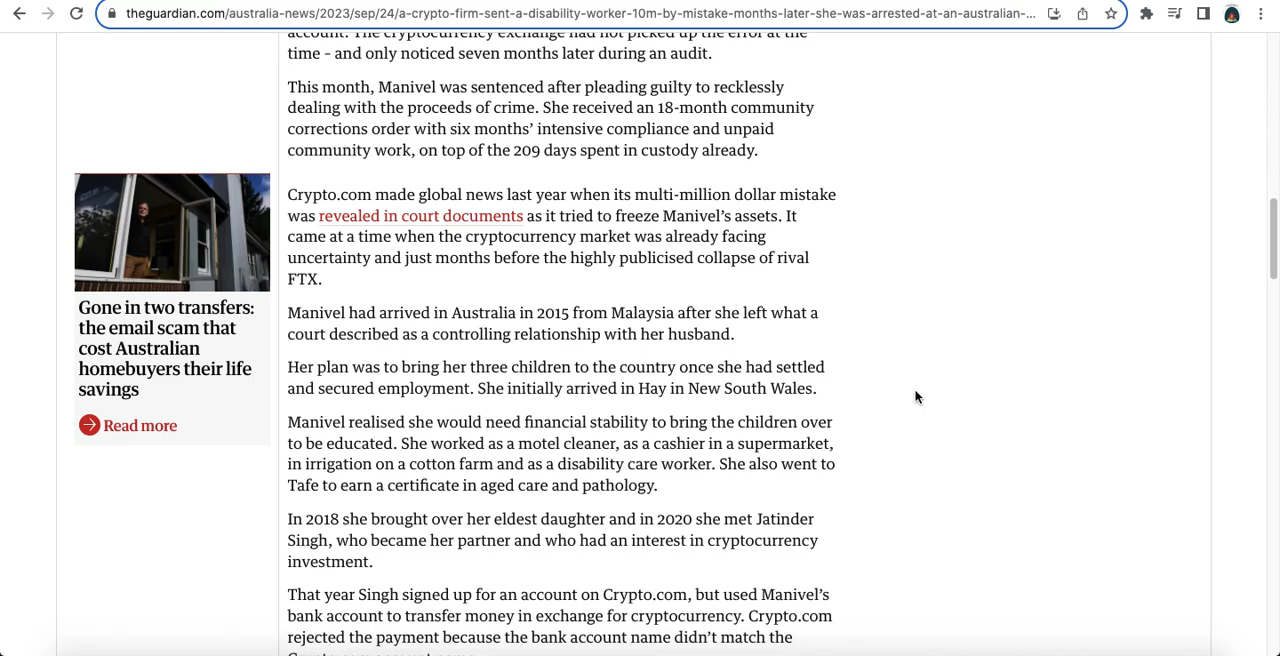 theguardian.com/australia-news/2023/sep/24/a-crypto-firm-sent-a-disability-worker-10m-by-mistake-months-later-she-was-arrested-at-an-australian-...
account. The cryptocurrency exchange had not picked up the error at the
time – and only noticed seven months later during an audit.
This month, Manivel was sentenced after pleading guilty to recklessly
dealing with the proceeds of crime. She received an 18-month community
corrections order with six months’ intensive compliance and unpaid
community work, on top of the 209 days spent in custody already.
Crypto.com made global news last year when its multi-million dollar mistake
was revealed in court documents as it tried to freeze Manivel’s assets. It
came at a time when the cryptocurrency market was already facing
uncertainty and just months before the highly publicised collapse of rival
FTX.
Manivel had arrived in Australia in 2015 from Malaysia after she left what a
court described as a controlling relationship with her husband.
Her plan was to bring her three children to the country once she had settled
and secured employment. She initially arrived in Hay in New South Wales.
Manivel realised she would need financial stability to bring the children over
to be educated. She worked as a motel cleaner, as a cashier in a supermarket,
in irrigation on a cotton farm and as a disability care worker. She also went to
Tafe to earn a certificate in aged care and pathology.
In 2018 she brought over her eldest daughter and in 2020 she met Jatinder
Singh, who became her partner and who had an interest in cryptocurrency
investment.
That year Singh signed up for an account on Crypto.com, but used Manivel’s
bank account to transfer money in exchange for cryptocurrency. Crypto.com
rejected the payment because the bank account name didn’t match the
Gone in two transfers:
the email scam that
cost Australian
homebuyers their life
savings
Read more